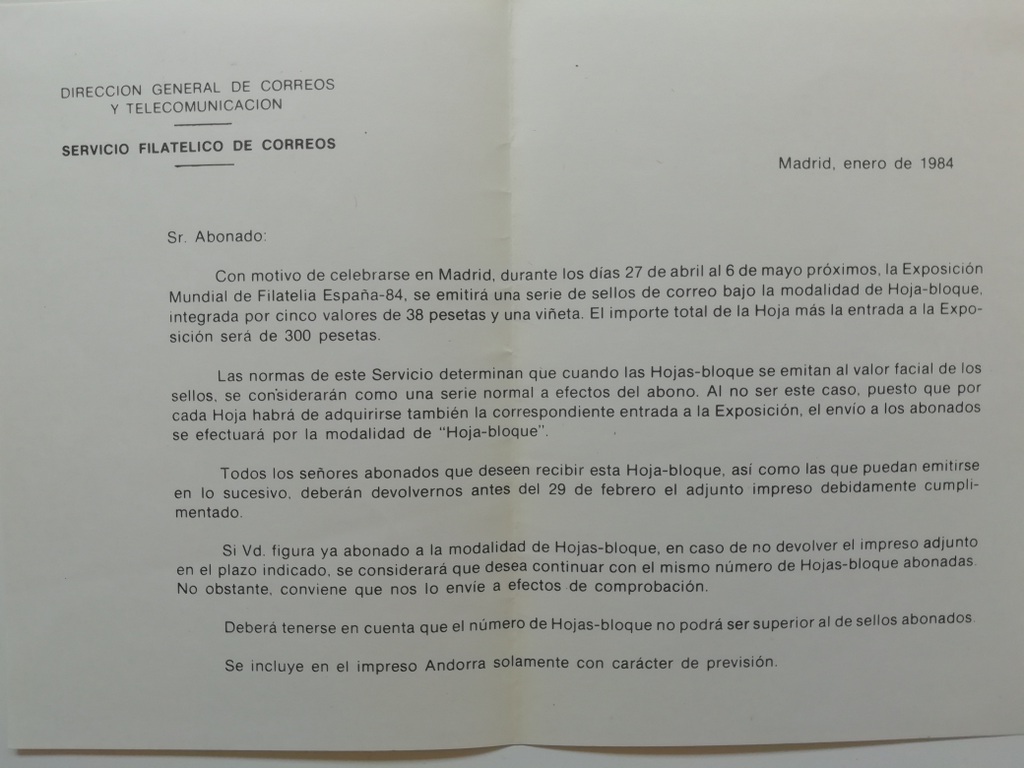 DIRECCION GENERAL DE CORREOS
Y TELECOMUNICACION
SERVICIO FILATELICO DE CORREOS
Madrid, enero de 1984
Sr. Abonado:
Con motivo de celebrarse en Madrid, durante los días 27 de abril al 6 de mayo próximos, la Exposición
Mundial de Filatelia España-84, se emitirá una serie de sellos de correo bajo la modalidad de Hoja-bloque,
integrada por cinco valores de 38 pesetas y una viñeta. El importe total de la Hoja más la entrada a la Expo-
sición será de 300 pesetas.
Las normas de este Servicio determinan que cuando las Hojas-bloque se emitan al valor facial de los
sellos, se considerarán como una serie normal a efectos del abono. Al no ser este caso, puesto que por
cada Hoja habrá de adquirirse también la correspondiente entrada a la Exposición, el envío a los abonados
se efectuará por la modalidad de "Hoja-bloque".
Todos los señores abonados que deseen recibir esta Hoja-bloque, así como las que puedan emitirse
en lo sucesivo, deberán devolvernos antes del 29 de febrero el adjunto impreso debidamente cumpli-
mentado.
Si Vd. figura ya abonado a la modalidad de Hojas-bloque, en caso de no devolver el impreso adjunto
en el plazo indicado, se considerará que desea continuar con el mismo número de Hojas-bloque abonadas.
No obstante, conviene que nos lo envíe a efectos de comprobación.
Deberá tenerse en cuenta que el número de Hojas-bloque no podrá ser superior al de sellos abonados.
Se incluye en el impreso Andorra solamente con carácter de previsión.